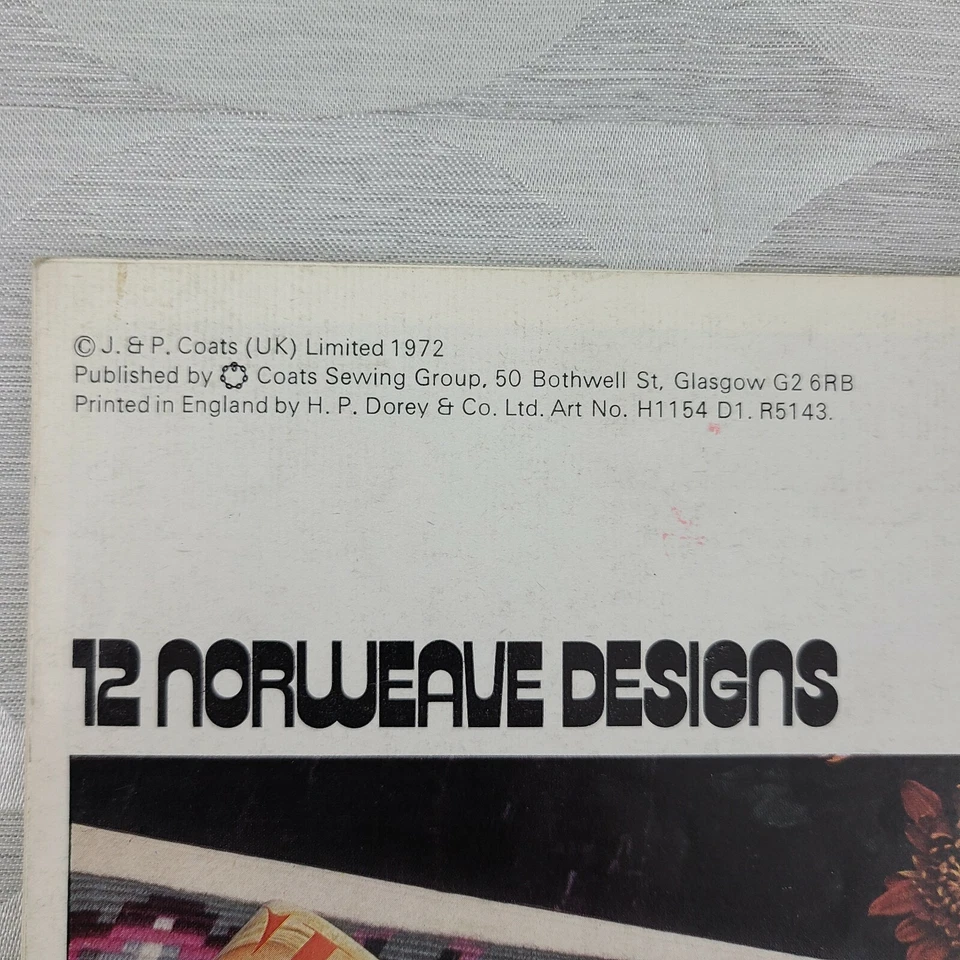 © J. & P. Coats (UK) Limited 1972
Published by Coats Sewing Group, 50 Bothwell St, Glasgow G2 6RB
Printed in England by H. P. Dorey & Co. Ltd. Art No. H1154 D1. R5143.
12 NORWEAVE DESIGNS